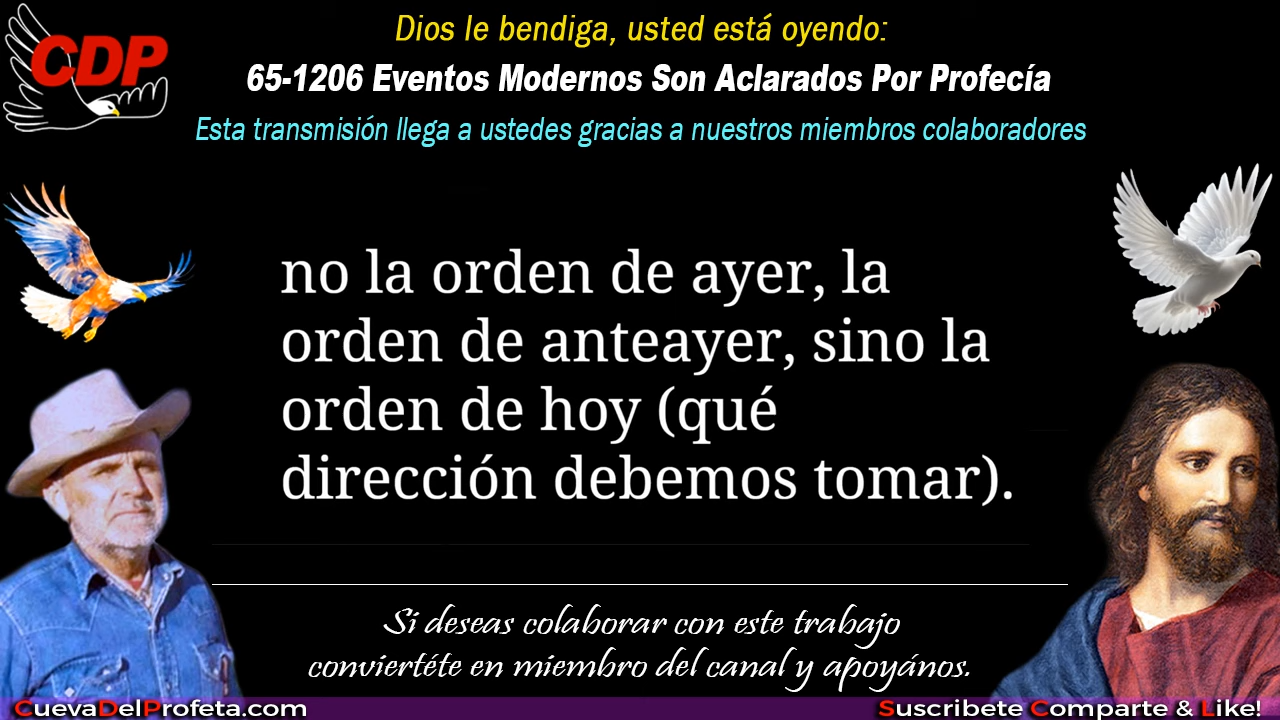 CDP
Dios le bendiga, usted está oyendo:
65-1206 Eventos Modernos Son Aclarados Por Profecía
Esta transmisión llega a ustedes gracias a nuestros miembros colaboradores
no la orden de ayer, la
orden de anteayer, sino la
orden de hoy (qué
dirección debemos tomar).
Si deseas colaborar con este trabajo
conviertéte en miembro del canal y apoyános.
CuevaDelProfeta.com
Suscribete Comparte & Like!